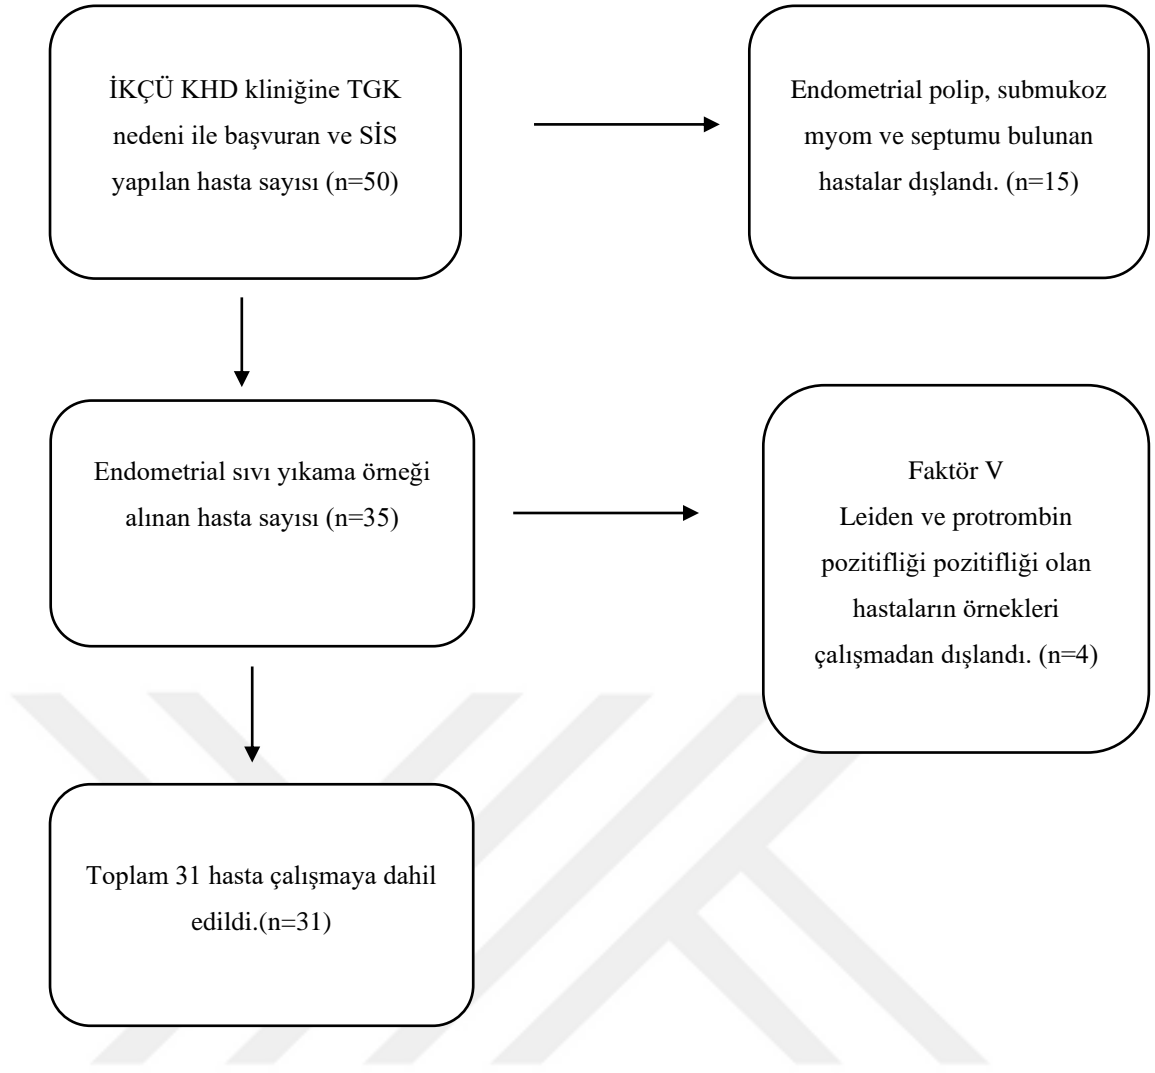 İKÇÜ KHD kliniğine TGK
nedeni ile başvuran ve SİS
yapılan hasta sayısı (n=50)
Endometrial polip, submukoz
myom ve septumu bulunan
hastalar dışlandı. (n=15)
Endometrial sıvı yıkama örneği
alınan hasta sayısı (n=35)
Faktör V
Leiden ve protrombin
pozitifliği pozitifliği olan
hastaların örnekleri
çalışmadan dışlandı. (n=4)
Toplam 31 hasta çalışmaya dahil
edildi.(n=31)